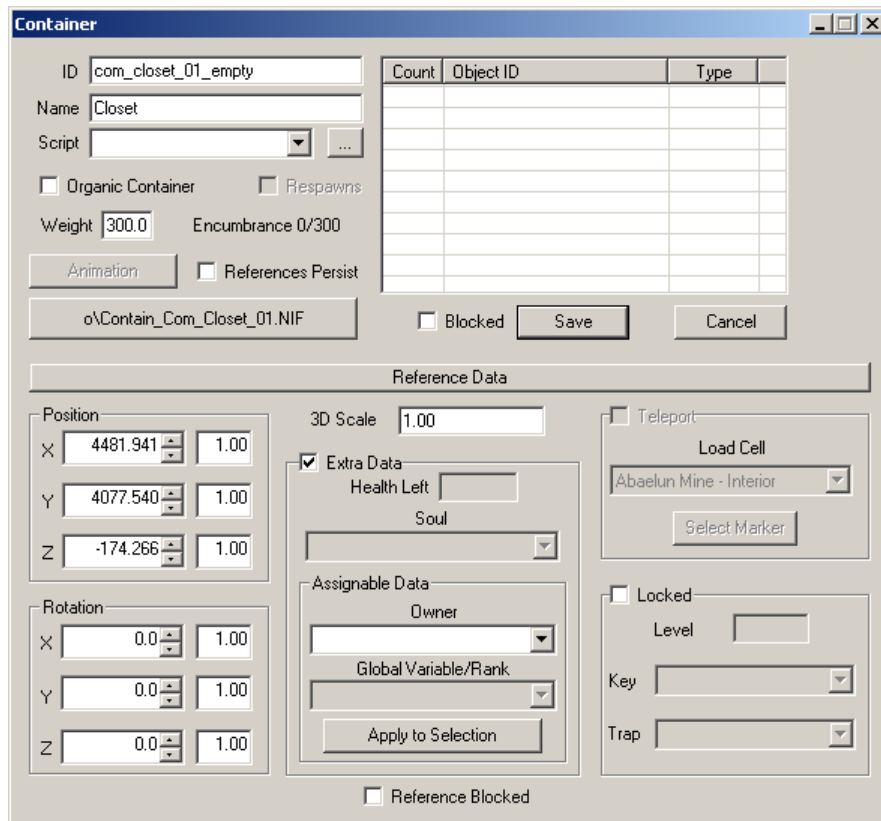 Container
ID com_closet_01_empty
Name Closet
Script ...
Organic Container Respawns
Weight 300.0 Encumbrance 0/300
Animation References Persist
o\Contain_Com_Closet_01.NIF
Count Object ID Type
Blocked Save Cancel
Reference Data
Position
X 4481.941 1.00
Y 4077.540 1.00
Z -174.266 1.00
Rotation
X 0.0 1.00
Y 0.0 1.00
Z 0.0 1.00
3D Scale 1.00
Extra Data
Health Left
Soul
Assignable Data
Owner
Global Variable/Rank
Apply to Selection
Teleport
Load Cell
Abaelun Mine - Interior
Select Marker
Locked
Level
Key
Trap
Reference Blocked